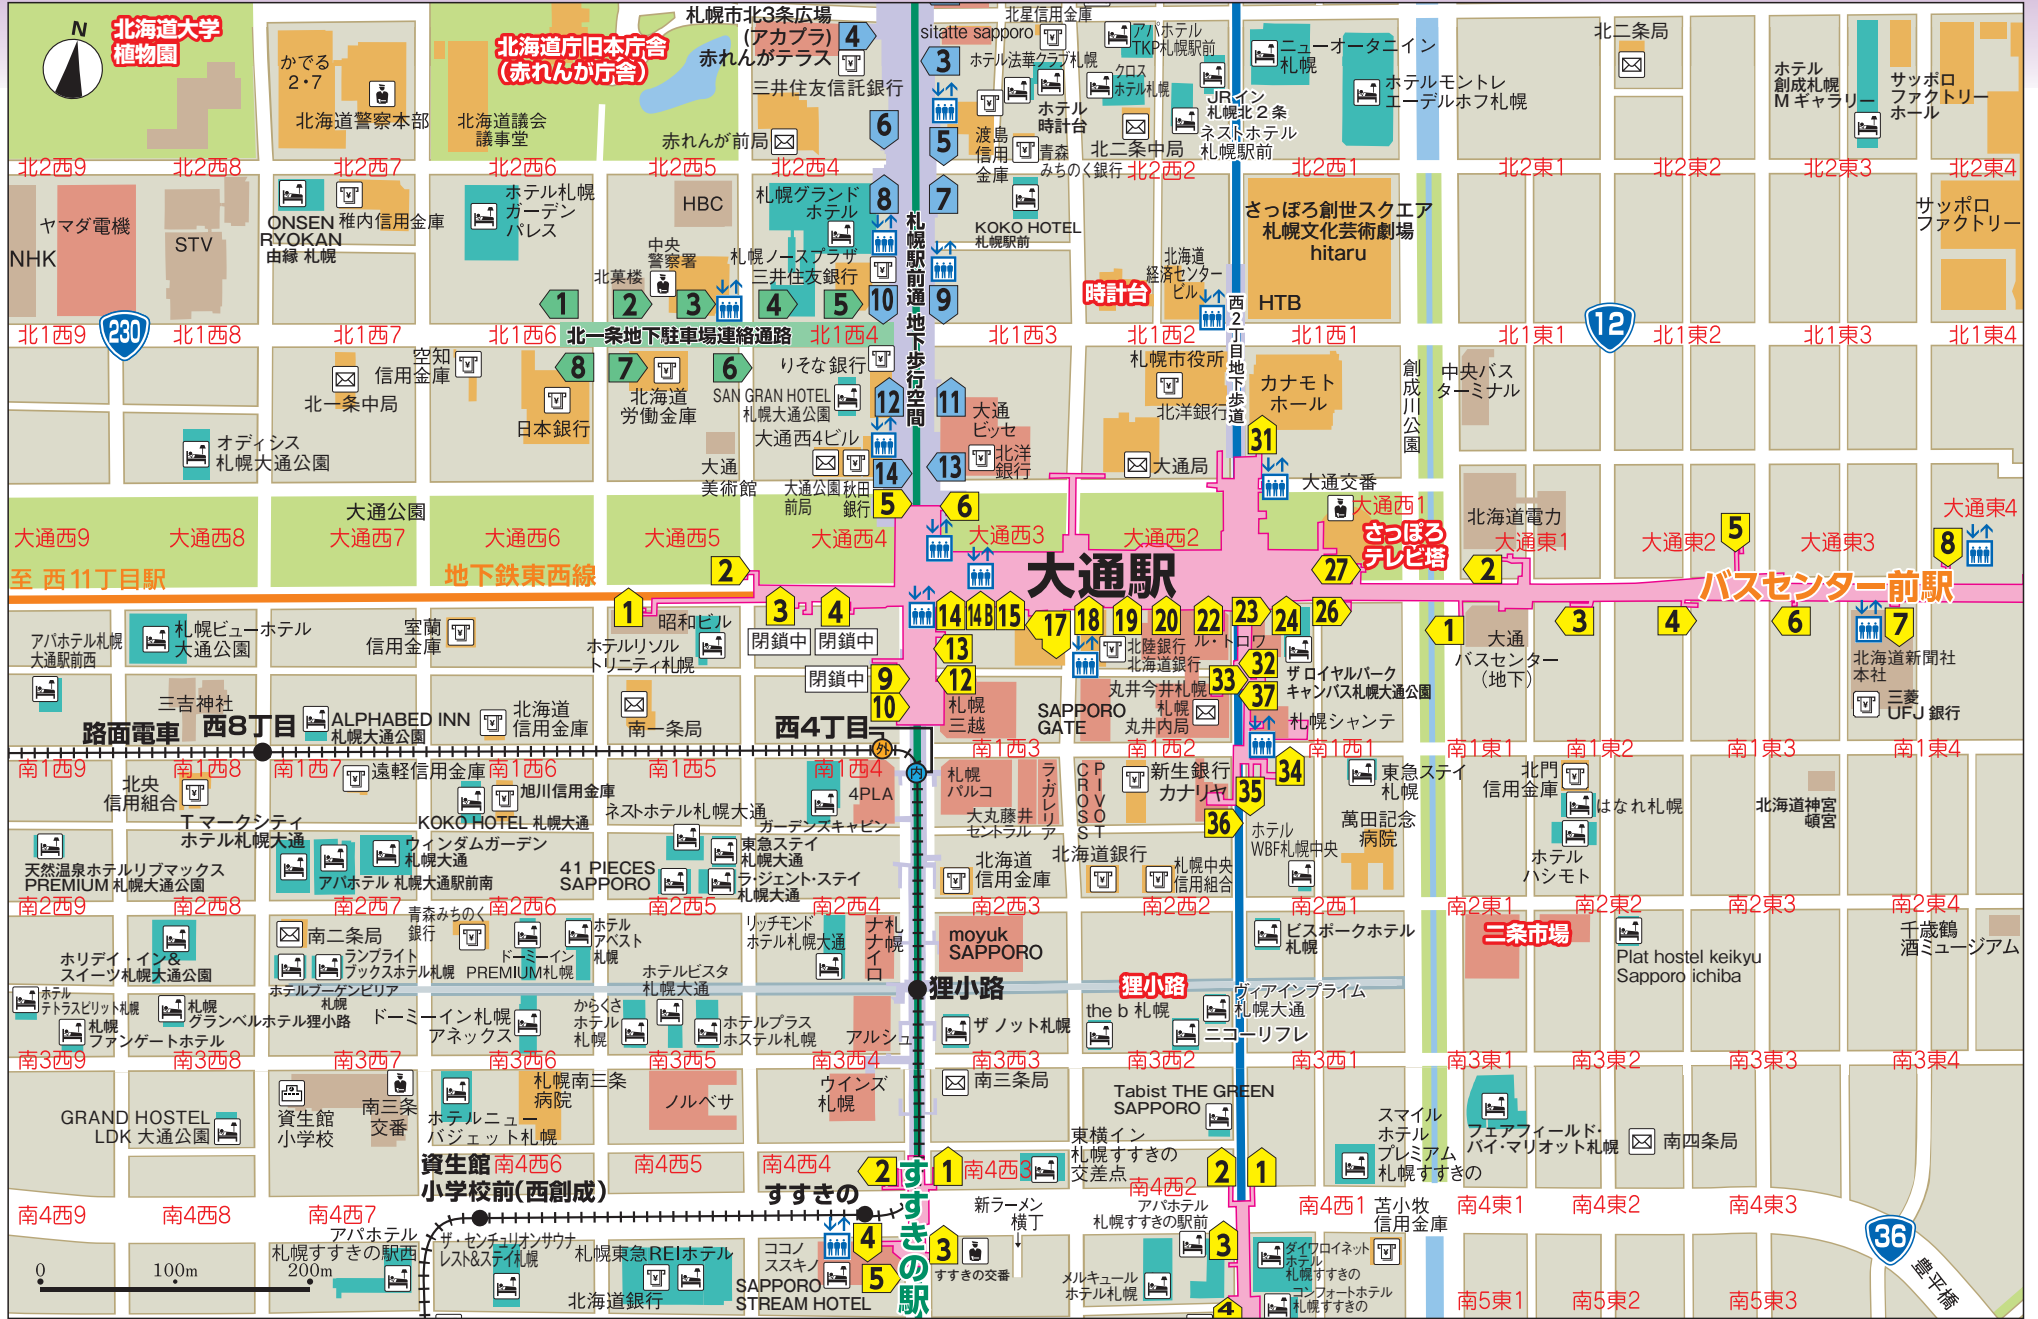 N
北海道大学
植物園
かでる
2・7
北海道警察本部
北海道庁旧本庁舎
(赤れんが庁舎)
北海道議会
議事堂
札幌市北3条広場
(アカプラ)
赤れんがテラス
三井住友信託銀行
赤れんが前局
4
3
6
5
8
7
10
9
12
11
14
13
sitatte sapporo
北星信用金庫
ホテル法華クラブ札幌
アパホテル
TKP札幌駅前
クロス
ホテル札幌
ホテル
時計台
JRイン
札幌北2条
ネストホテル
札幌駅前
渡島
信用
金庫
青森
みちのく銀行
北二条中局
ニューオータニイン
札幌
ホテルモントレ
エーデルホフ札幌
北二条局
ホテル
創成札幌
Mギャラリー
サッポロ
ファクトリー
ホール
北2西9
北2西8
北2西7
北2西6
北2西5
北2西4
北2西2
北2西1
北2東1
北2東2
北2東3
北2東4
ヤマダ電機
NHK
STV
ONSEN
RYOKAN
由縁 札幌
稚内信用金庫
ホテル札幌
ガーデン
パレス
HBC
中央
警察署
北菓楼
札幌グランド
ホテル
札幌ノースプラザ
三井住友銀行
札幌駅前通 地下歩行空間
KOKO HOTEL
札幌駅前
時計台
北海道
経済センター
ビル
さっぽろ創世スクエア
札幌文化芸術劇場
hitaru
HTB
西2丁目地下歩道
サッポロ
ファクトリー
1
2
3
4
5
北一条地下駐車場連絡通路
8
7
6
230
12
北1西9
北1西8
北1西7
北1西6
北1西4
北1西3
北1西2
北1西1
北1東1
北1東2
北1東3
北1東4
空知
信用金庫
北一条中局
オディシス
札幌大通公園
日本銀行
北海道
労働金庫
りそな銀行
SAN GRAN HOTEL
札幌大通公園
大通西4ビル
大通
美術館
大通公園
前局
秋田
銀行
大通
ビッセ
北洋
銀行
札幌市役所
北洋銀行
大通局
カナモト
ホール
31
大通交番
創成川公園
中央バス
ターミナル
北海道電力
大通公園
5
6
大通西9
大通西8
大通西7
大通西6
大通西5
大通西4
大通西3
大通西2
大通西1
大通東1
大通東2
大通東3
大通東4
さっぽろ
テレビ塔
大通駅
至 西11丁目駅
地下鉄東西線
バスセンター前駅
2
1
3
4
閉鎖中
閉鎖中
14
14B
15
17
18
19
20
22
23
24
26
27
2
1
3
4
5
6
7
8
13
12
9
10
閉鎖中
32
33
37
34
35
36
アパホテル札幌
大通駅前西
札幌ビューホテル
大通公園
室蘭
信用金庫
昭和ビル
ホテルリソル
トリニティ札幌
北陸銀行
北海道銀行
ル・トロワ
ザ ロイヤルパーク
キャンバス札幌大通公園
大通
バスセンター
(地下)
北海道新聞社
本社
三菱
UFJ銀行
三吉神社
ALPHABED INN
札幌大通公園
北海道
信用金庫
南一条局
札幌
三越
SAPPORO
GATE
丸井今井札幌
札幌
丸井内局
札幌シャンテ
路面電車
西8丁目
西4丁目
外
内
南1西9
南1西8
南1西7
南1西6
南1西5
南1西4
南1西3
南1西2
南1西1
南1東1
南1東2
南1東3
南1東4
北央
信用組合
遠軽信用金庫
旭川信用金庫
KOKO HOTEL 札幌大通
Tマークシティ
ホテル札幌大通
天然温泉ホテルリブマックス
PREMIUM 札幌大通公園
アパホテル 札幌大通駅前南
ウィンダムガーデン
札幌大通
ネストホテル札幌大通
41 PIECES
SAPPORO
4PLA
ガーデンズキャビン
東急ステイ
札幌大通
ラ・ジェント・ステイ
札幌大通
札幌
パルコ
大丸藤井
セントラル
ラ・ガレリア
CROSS
PIVOT
新生銀行
カナリヤ
北海道
信用金庫
北海道銀行
札幌中央
信用組合
ホテル
WBF札幌中央
東急ステイ
札幌
萬田記念
病院
北門
信用金庫
はなれ札幌
ホテル
ハシモト
北海道神宮
頓宮
南2西9
南2西8
南2西7
南2西6
南2西5
南2西4
南2西3
南2西2
南2西1
南2東1
南2東2
南2東3
南2東4
ホリデイ・イン&
スイーツ札幌大通公園
南二条局
ランプライト
ブックスホテル札幌
青森みちのく
銀行
ドーミーイン
PREMIUM札幌
ホテル
アベスト
札幌
ホテルビスタ
札幌大通
リッチモンド
ホテル札幌大通
札幌
ナナイロ
moyuk
SAPPORO
ビスポークホテル
札幌
二条市場
Plat hostel keikyu
Sapporo ichiba
千歳鶴
酒ミュージアム
ホテル
テトラスピリット札幌
札幌
ファンゲートホテル
札幌
グランベルホテル狸小路
ホテルブーゲンビリア
札幌
ドーミーイン札幌
アネックス
からくさ
ホテル
札幌
ホテルプラス
ホステル札幌
アルシュ
狸小路
狸小路
ザ ノット札幌
the b 札幌
ヴィアインプライム
札幌大通
ニコーリフレ
南3西9
南3西8
南3西7
南3西6
南3西5
南3西4
南3西3
南3西2
南3西1
南3東1
南3東2
南3東3
南3東4
GRAND HOSTEL
LDK 大通公園
資生館
小学校
南三条
交番
ホテルニュー
バジェット札幌
札幌南三条
病院
ノルベサ
ウインズ
札幌
南三条局
Tabist THE GREEN
SAPPORO
東横イン
札幌すすきの
交差点
スマイル
ホテル
プレミアム
札幌すすきの
フェアフィールド・
バイ・マリオット札幌
南四条局
資生館
小学校前(西創成)
すすきの
すすきの駅
2
1
2
1
南4西9
南4西8
南4西7
南4西6
南4西5
南4西4
南4西3
南4西2
南4西1
南4東1
南4東2
南4東3
苫小牧
信用金庫
アパホテル
札幌すすきの駅西
ザ・センチュリオンサウナ
レスト&ステイ札幌
札幌東急REIホテル
北海道銀行
ココノ
ススキノ
SAPPORO
STREAM HOTEL
4
5
3
すすきの交番
新ラーメン
横丁
アパホテル
札幌すすきの駅前
メルキュール
ホテル札幌
3
4
ダイワロイネット
ホテル
札幌すすきの
コンフォートホテル
札幌すすきの
南5東1
南5東2
南5東3
36
豊平橋
0
100m
200m